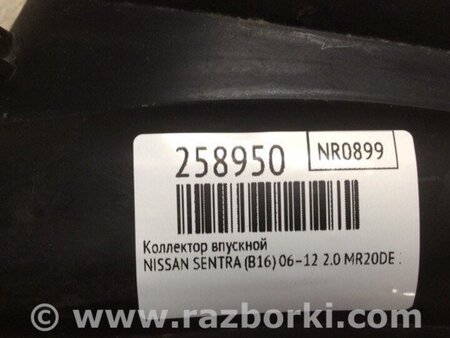 258950 NR0899
Коллектор впускной
NISSAN SENTRA (B16) 06-12 2.0 MR20DE
www.razborki.com